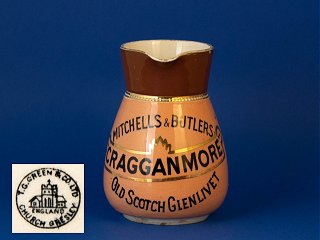 MITCHELLS & BUTLERS
CRAGGANMORE
OLD SCOTCH GLENLIVET
T.G. GREEN & CO LTD
ENGLAND
CHURCH GRESLEY